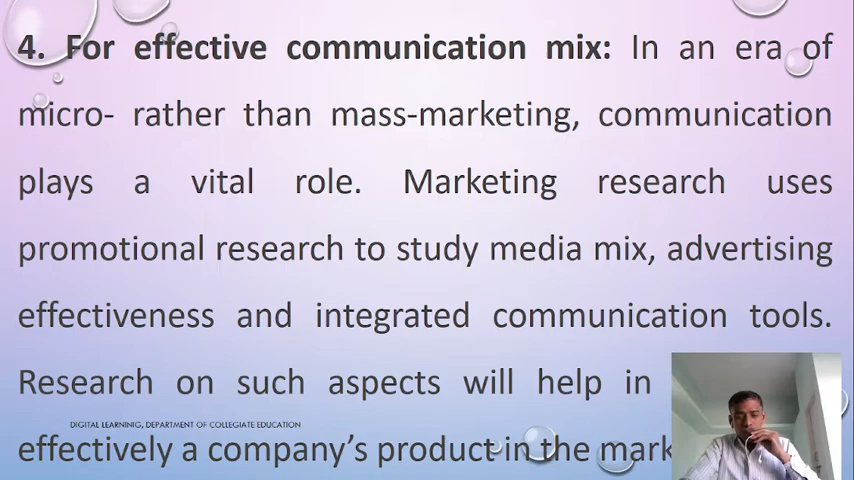 4. For effective communication mix: In an era of
micro- rather than mass-marketing, communication
plays a vital role. Marketing research uses
promotional research to study media mix, advertising
effectiveness and integrated communication tools.
Research on such aspects will help in
DIGITAL LEARNINIG, DEPARTMENT OF COLLEGIATE EDUCATION
effectively a company's product in the